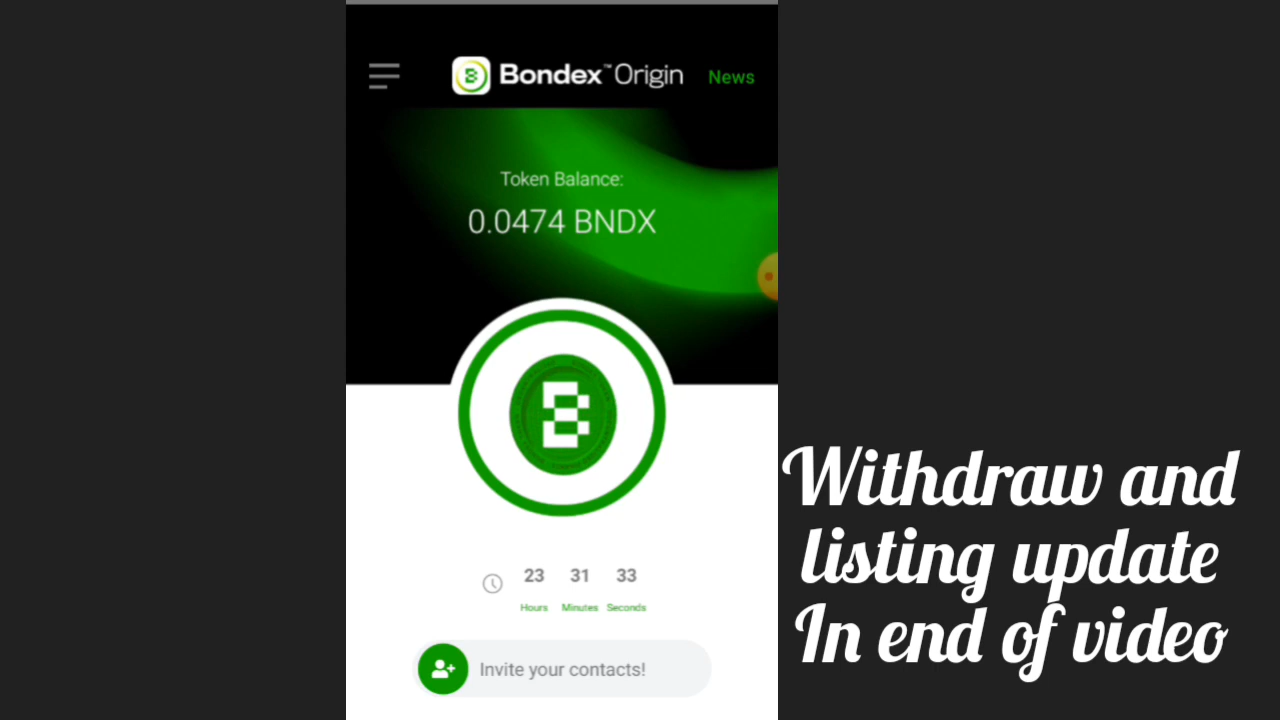 Bondex™ Origin
News
Token Balance:
0.0474 BNDX
23 31 33
Hours Minutes Seconds
Invite your contacts!
Withdraw and
listing update
In end of video